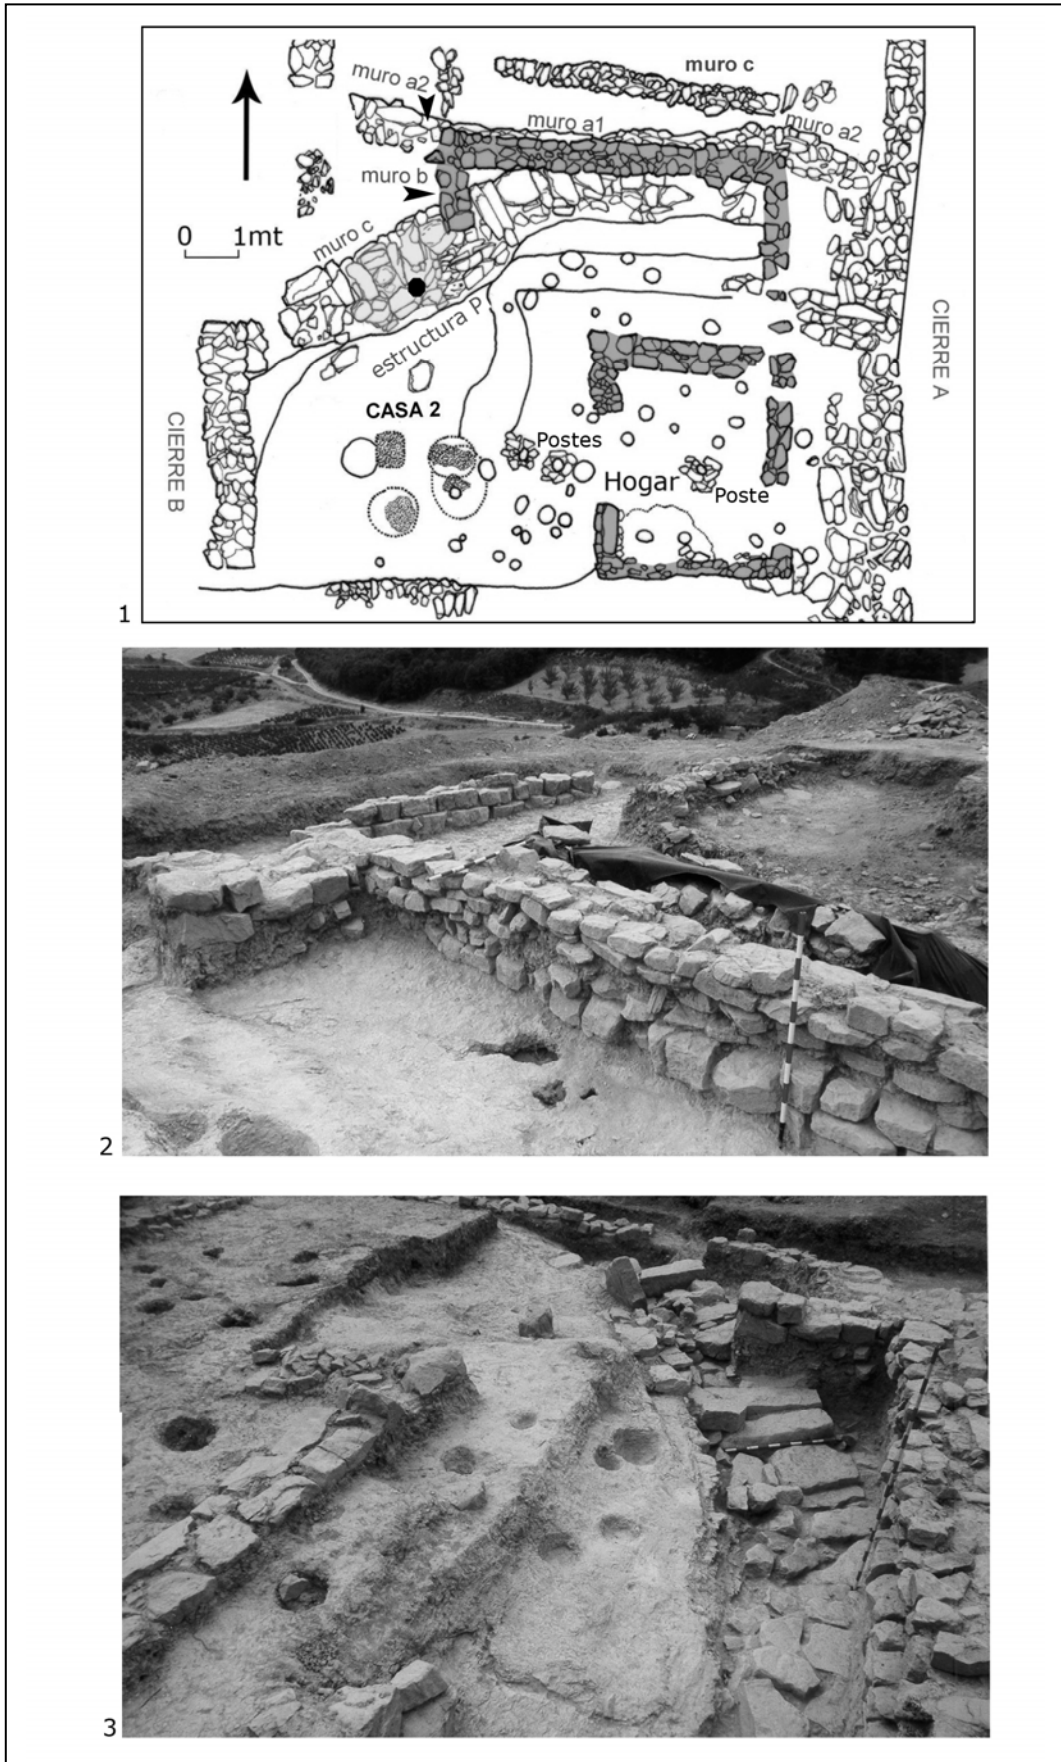 muro a2
muro c
muro a1
muro a2
muro b
0 1mt
muro c
estructura P
CIERRE A
CASA 2
CIERRE B
Postes
Hogar
Poste
1
2
3